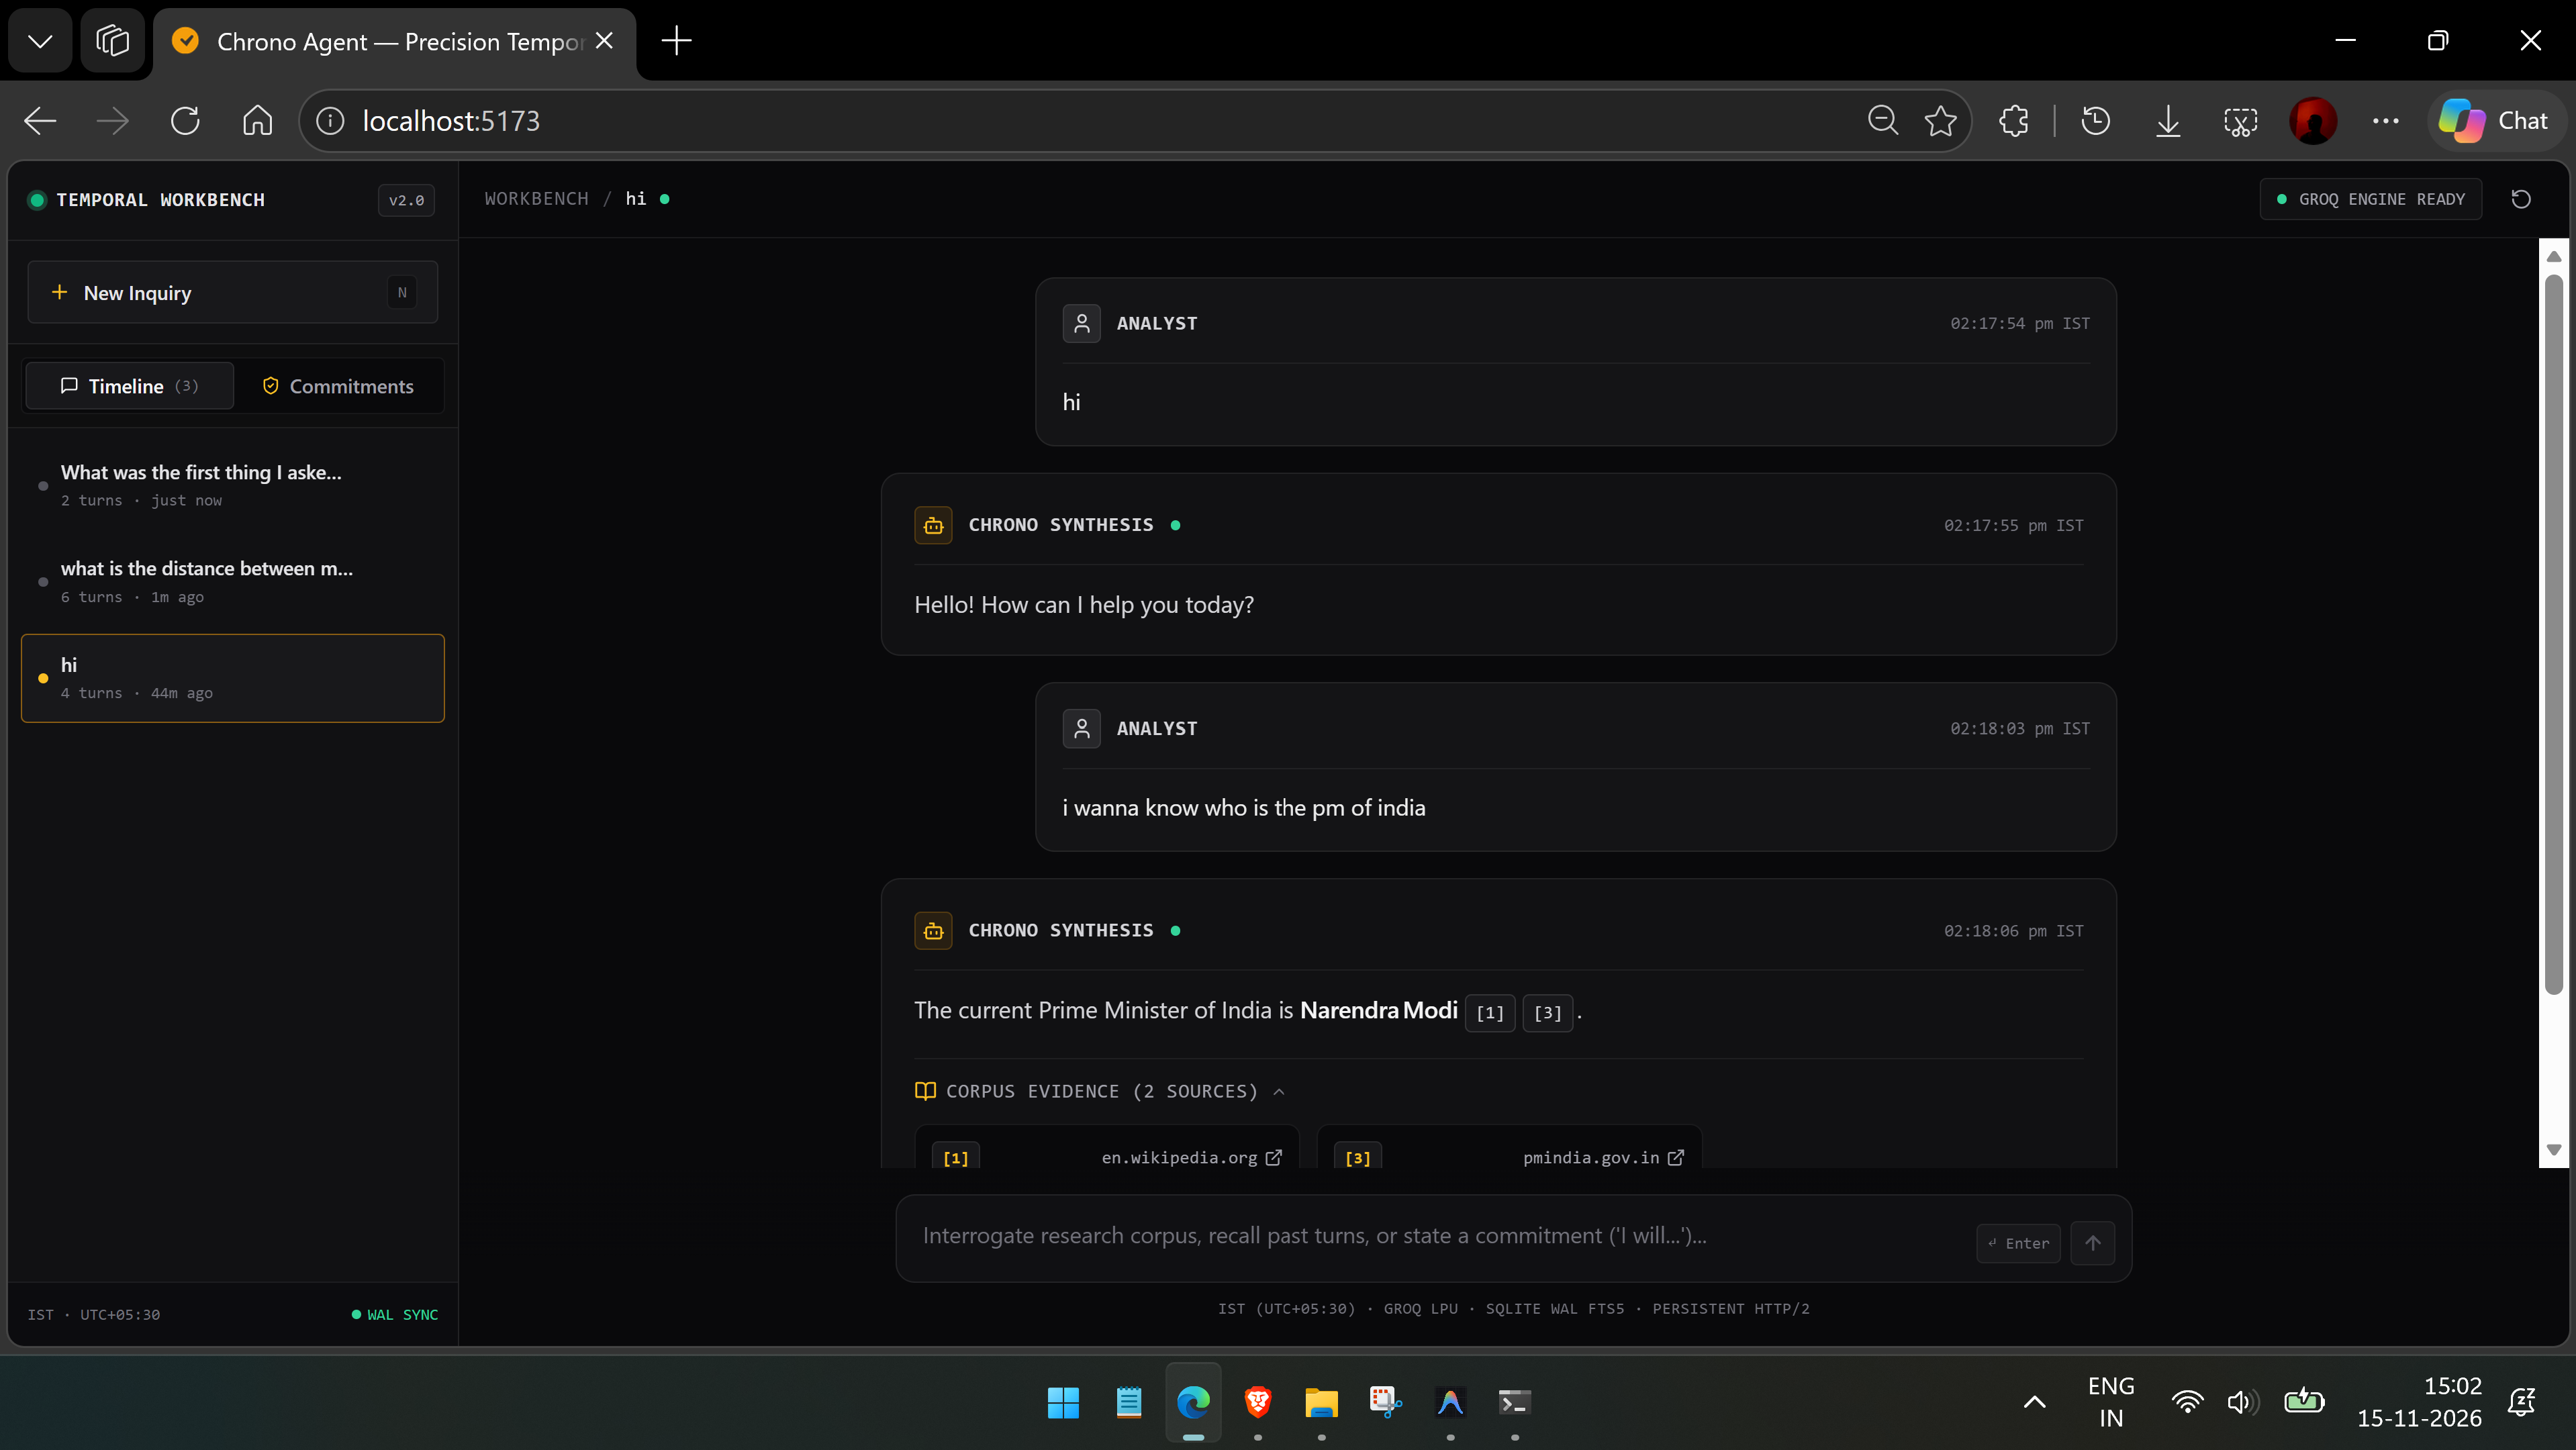 Chrono Agent — Precision Tempor
localhost:5173
Chat
TEMPORAL WORKBENCH
v2.0
New Inquiry
N
Timeline (3)
Commitments
What was the first thing I aske...
2 turns · just now
what is the distance between m...
6 turns · 1m ago
hi
4 turns · 44m ago
IST · UTC+05:30
WAL SYNC
WORKBENCH / hi
GROQ ENGINE READY
ANALYST
02:17:54 pm IST
hi
CHRONO SYNTHESIS
02:17:55 pm IST
Hello! How can I help you today?
ANALYST
02:18:03 pm IST
i wanna know who is the pm of india
CHRONO SYNTHESIS
02:18:06 pm IST
The current Prime Minister of India is Narendra Modi [1] [3] .
CORPUS EVIDENCE (2 SOURCES)
[1] en.wikipedia.org
[3] pmindia.gov.in
Interrogate research corpus, recall past turns, or state a commitment ('I will...')...
↵ Enter
IST (UTC+05:30) · GROQ LPU · SQLITE WAL FTS5 · PERSISTENT HTTP/2
ENG
IN
15:02
15-11-2026